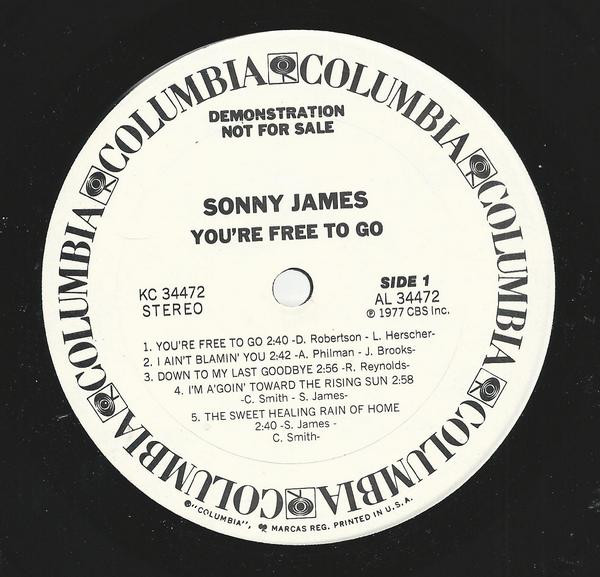 COLUMBIA COLUMBIA COLUMBIA COLUMBIA COLUMBIA COLUMBIA COLUMBIA COLUMBIA
DEMONSTRATION
NOT FOR SALE
SONNY JAMES
YOU'RE FREE TO GO
KC 34472
STEREO
SIDE 1
AL 34472
℗ 1977 CBS Inc.
1. YOU'RE FREE TO GO 2:40 -D. Robertson - L. Herscher-
2. I AIN'T BLAMIN' YOU 2:42 -A. Philman - J. Brooks-
3. DOWN TO MY LAST GOODBYE 2:56 -R. Reynolds-
4. I'M A'GOIN' TOWARD THE RISING SUN 2:58
-C. Smith - S. James-
5. THE SWEET HEALING RAIN OF HOME
2:40 -S. James -
C. Smith-
®"COLUMBIA", MARCAS REG. PRINTED IN U.S.A.